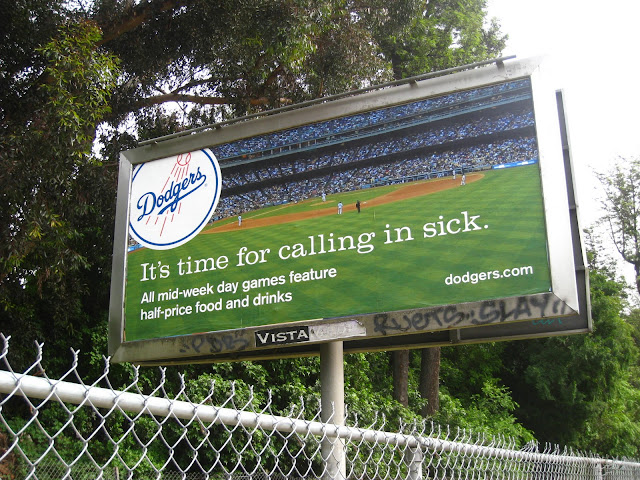 Dodgers
It's time for calling in sick.
All mid-week day games feature
half-price food and drinks
dodgers.com
VISTA
SLAY